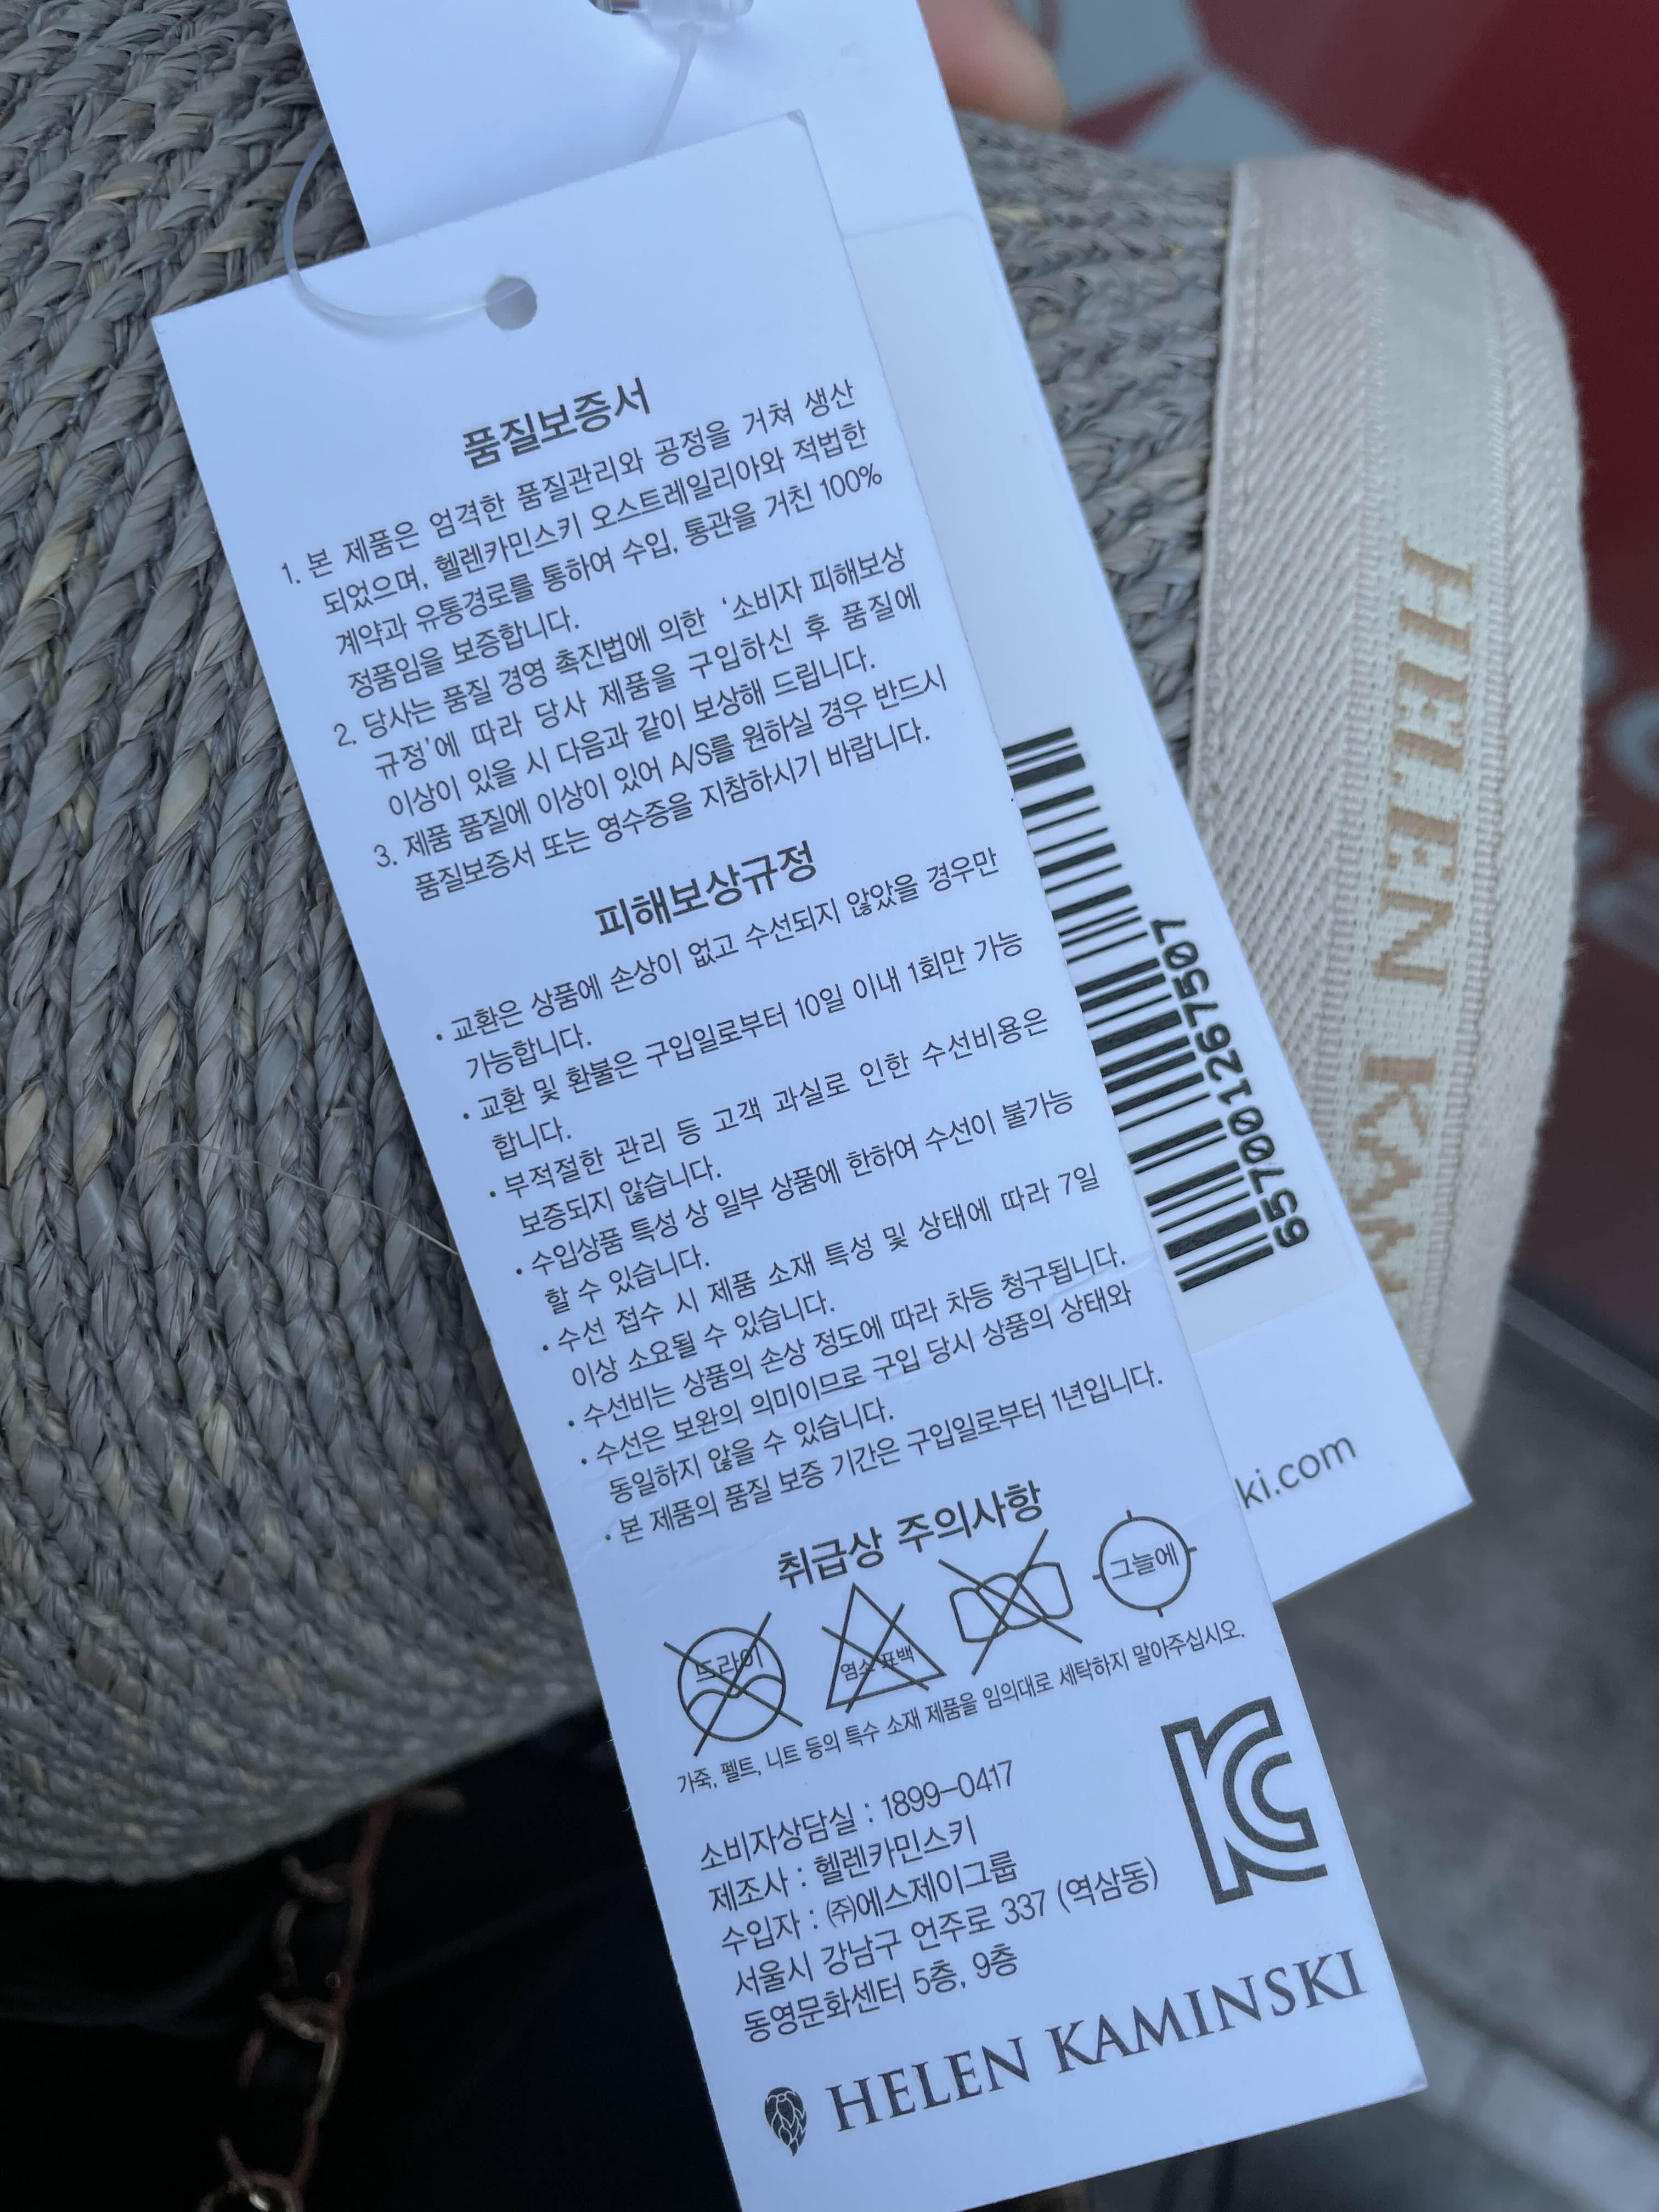 품질보증서
1. 본 제품은 엄격한 품질관리와 공정을 거쳐 생산
되었으며, 헬렌카민스키 오스트레일리아와 적법한
계약과 유통경로를 통하여 수입, 통관을 거친 100%
정품임을 보증합니다.
2. 당사는 품질 경영 촉진법에 의한 '소비자 피해보상
규정'에 따라 당사 제품을 구입하신 후 품질에
이상이 있을 시 다음과 같이 보상해 드립니다.
3. 제품 품질에 이상이 있어 A/S를 원하실 경우 반드시
품질보증서 또는 영수증을 지참하시기 바랍니다.
피해보상규정
• 교환은 상품에 손상이 없고 수선되지 않았을 경우만
가능합니다.
• 교환 및 환불은 구입일로부터 10일 이내 1회만 가능
합니다.
• 부적절한 관리 등 고객 과실로 인한 수선비용은
보증되지 않습니다.
• 수입상품 특성 상 일부 상품에 한하여 수선이 불가능
할 수 있습니다.
• 수선 접수 시 제품 소재 특성 및 상태에 따라 7일
이상 소요될 수 있습니다.
• 수선비는 상품의 손상 정도에 따라 차등 청구됩니다.
• 수선은 보완의 의미이므로 구입 당시 상품의 상태와
동일하지 않을 수 있습니다.
• 본 제품의 품질 보증 기간은 구입일로부터 1년입니다.
취급상 주의사항
드라이
염소 표백
그늘에
가죽, 펠트, 니트 등의 특수 소재 제품을 임의대로 세탁하지 말아주십시오.
소비자상담실 : 1899-0417
제조사 : 헬렌카민스키
수입자 : ㈜에스제이그룹
서울시 강남구 언주로 337 (역삼동)
동영문화센터 5층, 9층
KC
HELEN KAMINSKI
657001267507
ki.com
HELEN KAM